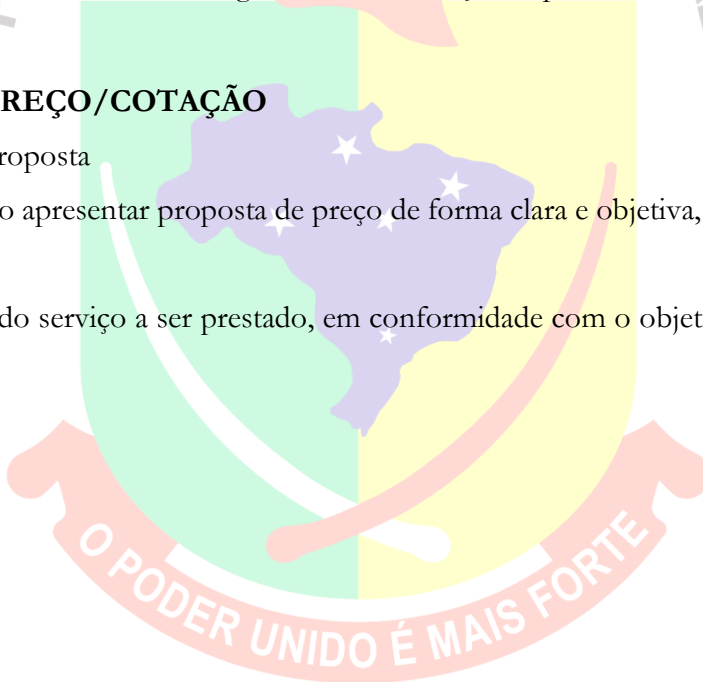 REÇO/COTAÇÃO
roposta
o apresentar proposta de preço de forma clara e objetiva,
do serviço a ser prestado, em conformidade com o objet
O PODER UNIDO É MAIS FORTE